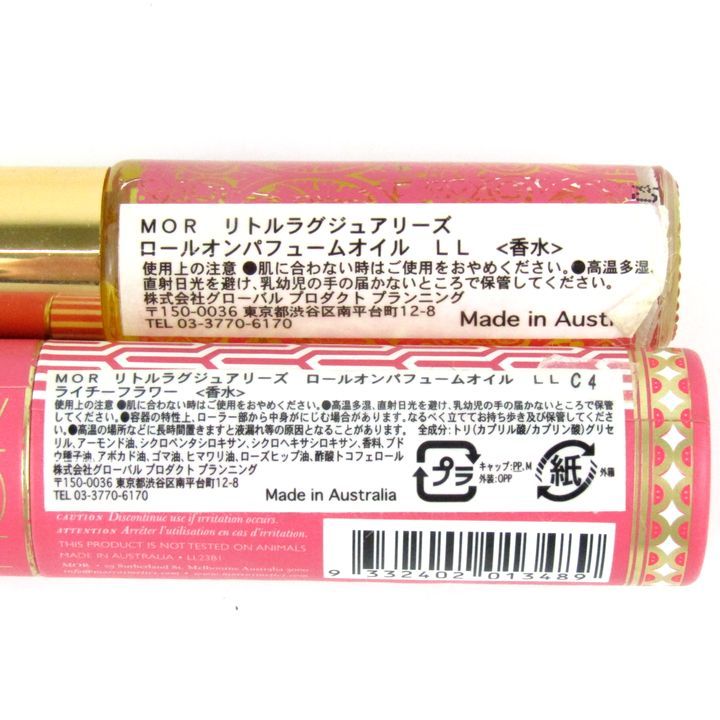 MOR リトルラグジュアリーズ
ロールオンパフュームオイル LL <香水>
使用上の注意 ●肌に合わない時はご使用をおやめください。●高温多湿、
直射日光を避け、乳幼児の手の届かないところで保管してください。
株式会社グローバル プロダクト プランニング
〒150-0036 東京都渋谷区南平台町12-8
TEL 03-3770-6170
Made in Austr
MOR リトルラグジュアリーズ ロールオンパフュームオイル LL C4
ライチーフラワー <香水>
使用上の注意 ●肌に合わない時はご使用をおやめください。●高温多湿、直射日光を避け、乳幼児の手の届かないところで保管して
ください。●容器の特性上、ローラー部から中身がにじむ場合があります。なるべく立ててお持ち歩き及び保管してくださ
い。●高温の場所などに長時間置きますと液漏れ等の原因となることがあります。 全成分:トリ(カプリル酸/カプリン酸)グリセ
リル、アーモンド油、シクロペンタシロキサン、シクロヘキサシロキサン、香料、ブド
ウ種子油、アボカド油、ゴマ油、ヒマワリ油、ローズヒップ油、酢酸トコフェロール
株式会社グローバル プロダクト プランニング
〒150-0036 東京都渋谷区南平台町12-8
TEL 03-3770-6170
Made in Australia
プラ
キャップ:PP,M
外装:OPP
紙
外箱
CAUTION Discontinue use if irritation occurs.
ATTENTION Arrêter l'utilisation en cas d'irritation.
THIS PRODUCT IS NOT TESTED ON ANIMALS
MADE IN AUSTRALIA • LL23B1
MOR • 29 Sutherland St, Melbourne Australia 3000
9 332402 013489